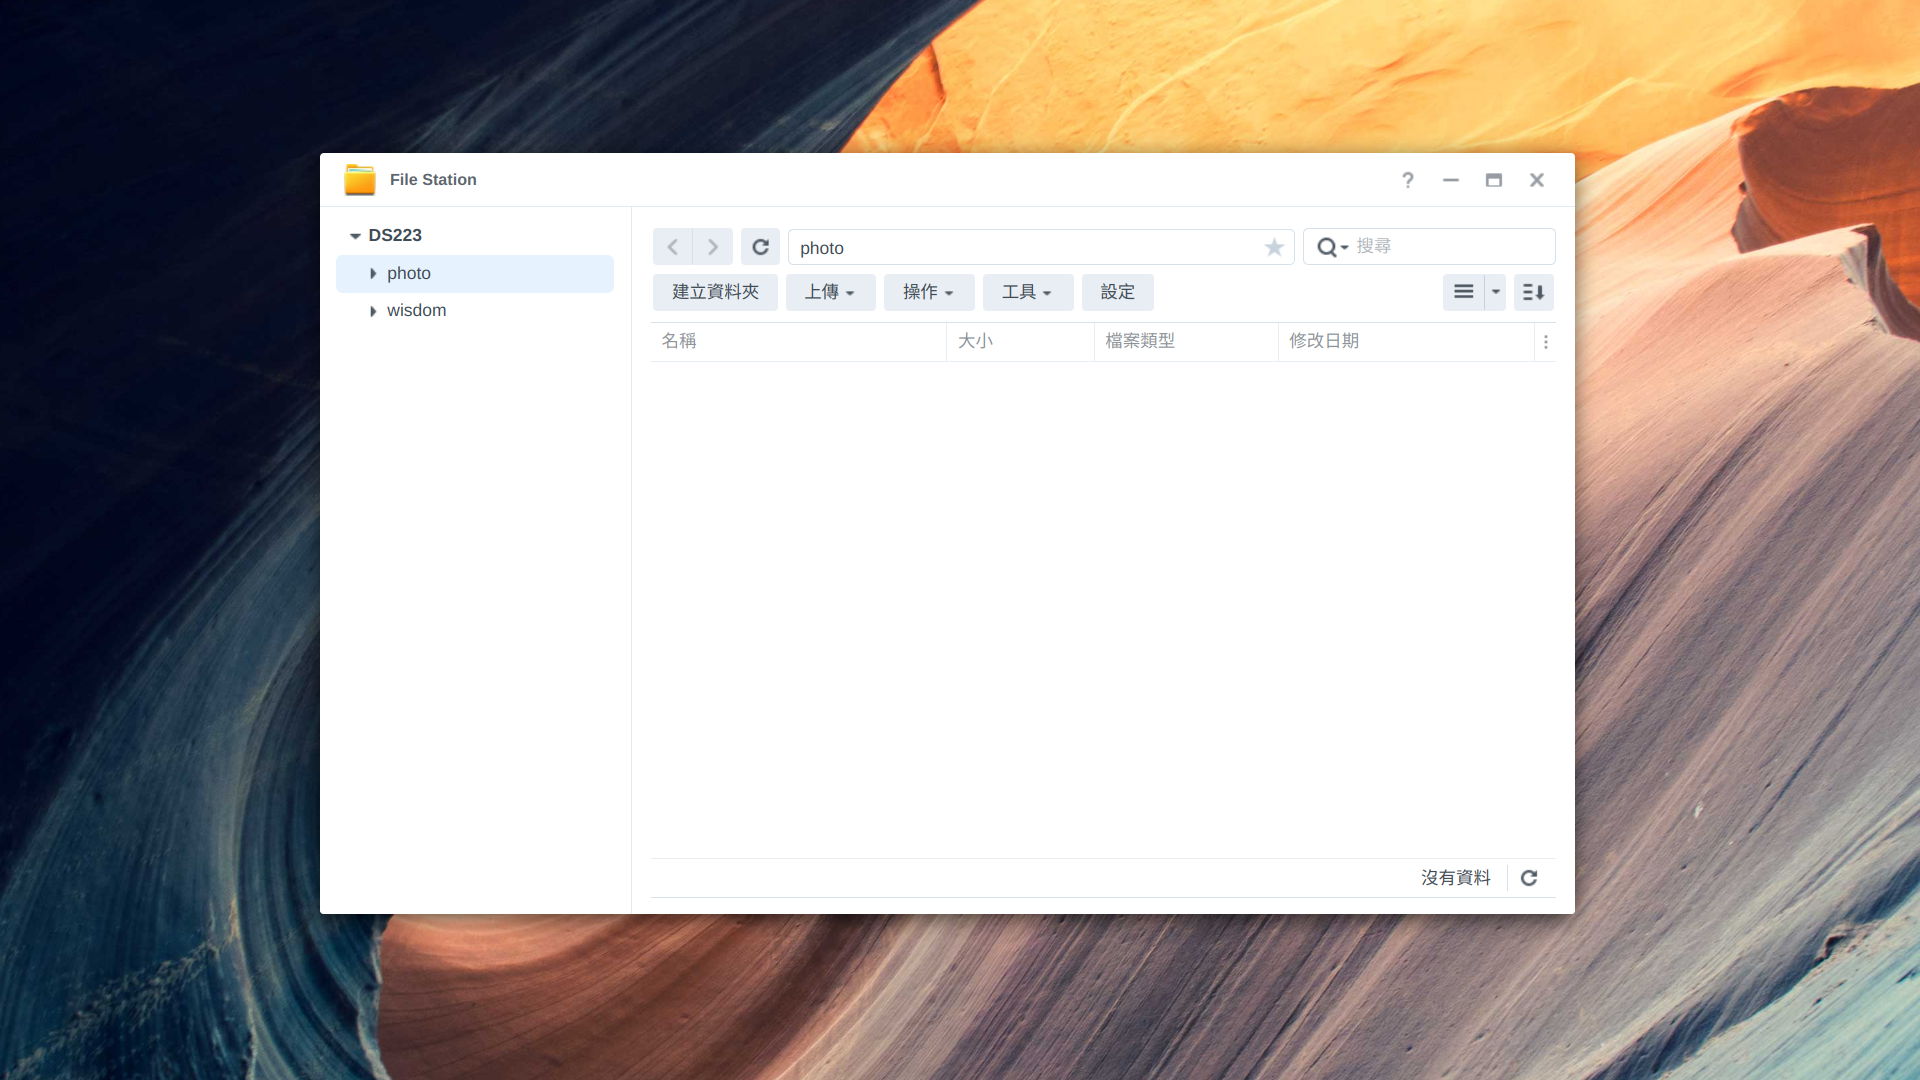 File Station
DS223
photo
wisdom
photo
搜尋
建立資料夾
上傳
操作
工具
設定
名稱
大小
檔案類型
修改日期
沒有資料